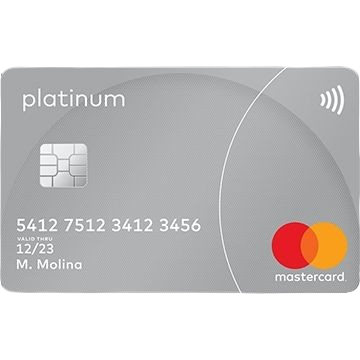 platinum
5412 7512 3412 3456
VALID THRU
12/23
M. Molina
mastercard.